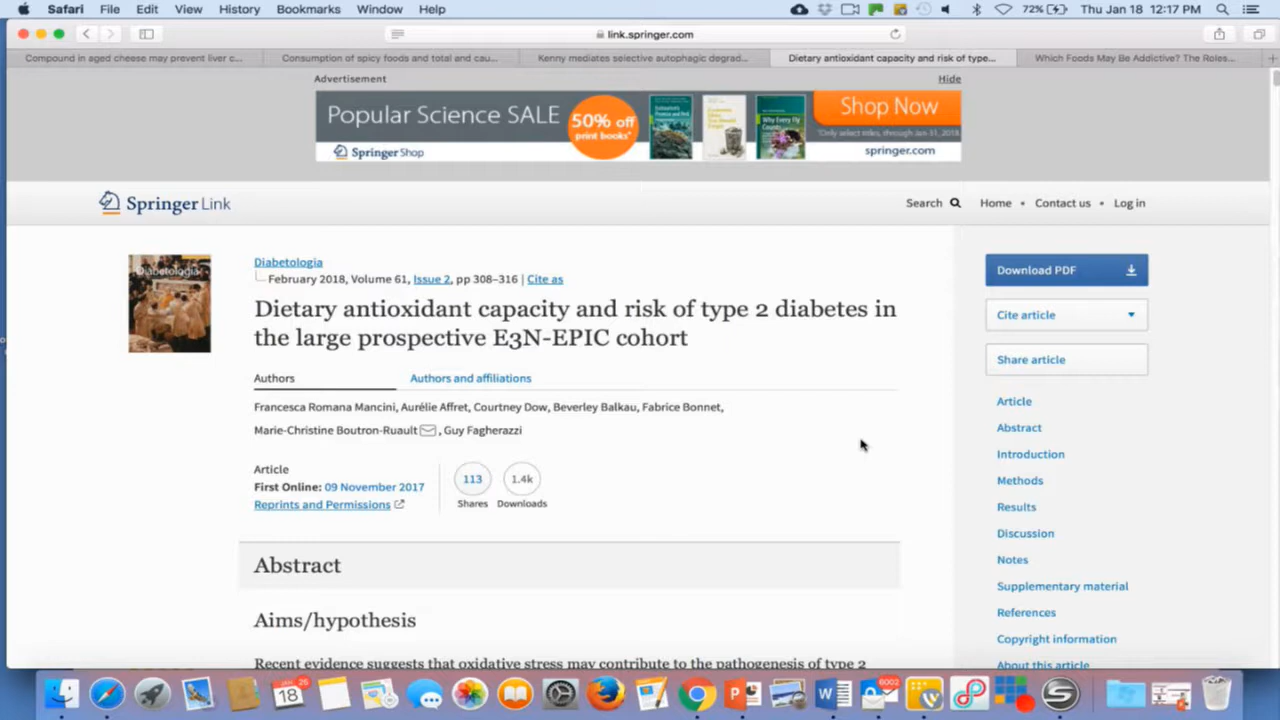 Safari File Edit View History Bookmarks Window Help 72% Thu Jan 18 12:17 PM
link.springer.com
Compound in aged cheese may prevent liver c... Consumption of spicy foods and total and cau... Kenny mediates selective autophagic degrad... Dietary antioxidant capacity and risk of type... Which Foods May Be Addictive? The Roles...
Advertisement Hide
Popular Science SALE 50% off print books* Shop Now
*Only select titles, through Jan-31, 2018
Springer Shop springer.com
Springer Link Search Home • Contact us • Log in
Diabetologia
Diabetologia
February 2018, Volume 61, Issue 2, pp 308–316 | Cite as
Dietary antioxidant capacity and risk of type 2 diabetes in
the large prospective E3N-EPIC cohort
Authors Authors and affiliations
Francesca Romana Mancini, Aurélie Affret, Courtney Dow, Beverley Balkau, Fabrice Bonnet,
Marie-Christine Boutron-Ruault , Guy Fagherazzi
Article
First Online: 09 November 2017
Reprints and Permissions
113 1.4k
Shares Downloads
Abstract
Aims/hypothesis
Recent evidence suggests that oxidative stress may contribute to the pathogenesis of type 2
Download PDF
Cite article
Share article
Article
Abstract
Introduction
Methods
Results
Discussion
Notes
Supplementary material
References
Copyright information
About this article
JAN 18
6002